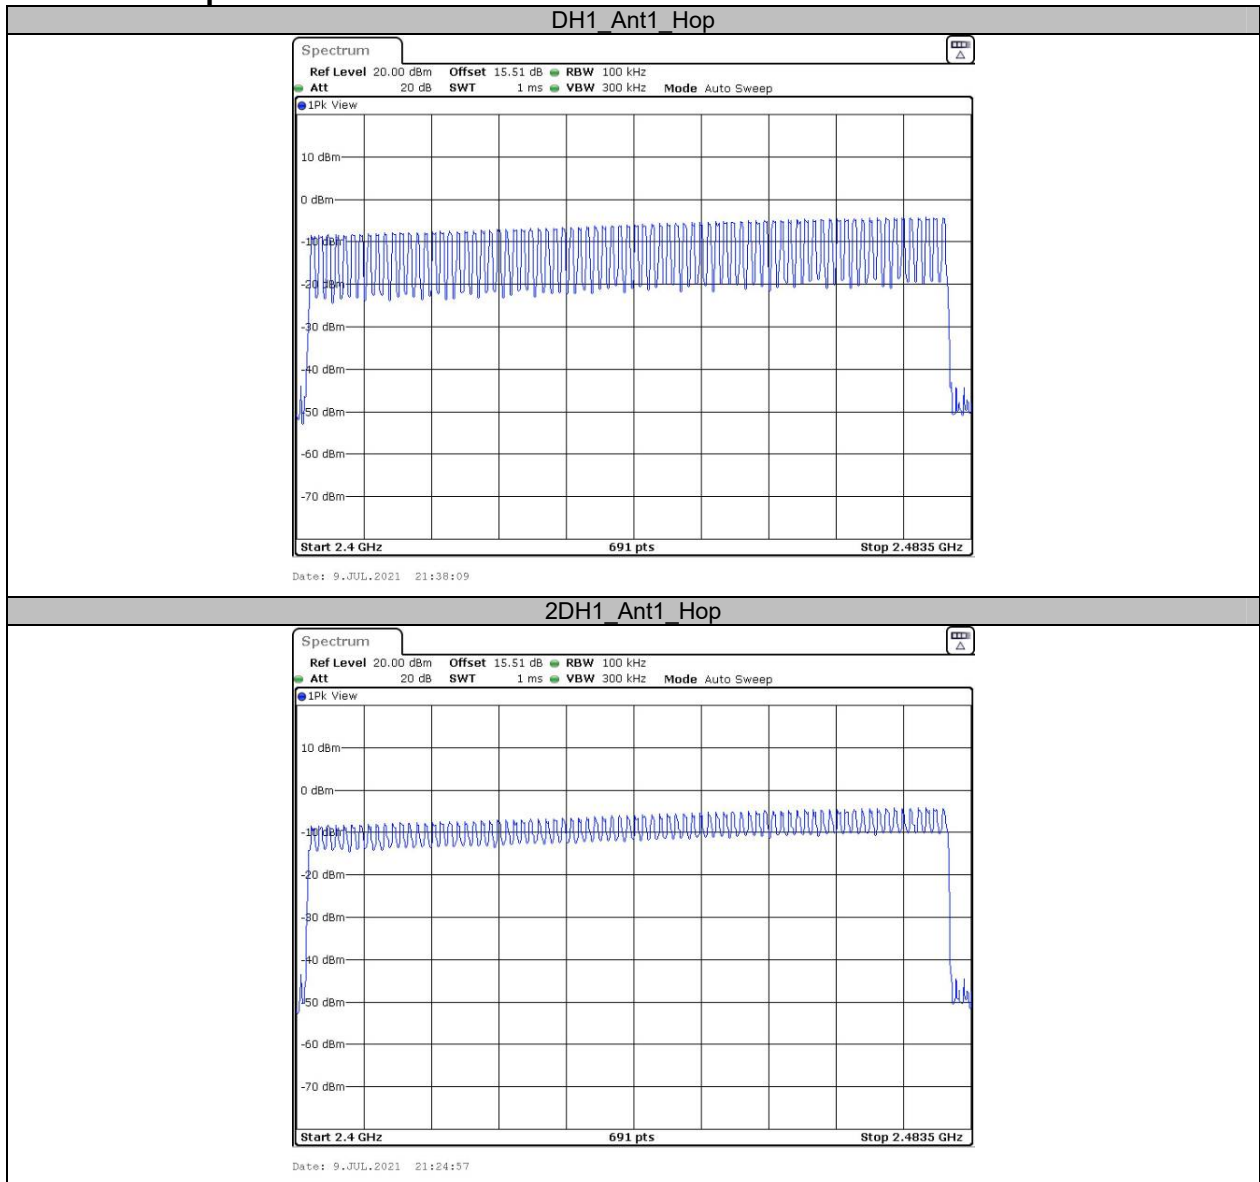 DH1_Ant1_Hop
Spectrum
Ref Level 20.00 dBm Offset 15.51 dB RBW 100 kHz
Att 20 dB SWT 1 ms VBW 300 kHz Mode Auto Sweep
1Pk View
10 dBm
0 dBm
-10 dBm
-20 dBm
-30 dBm
-40 dBm
-50 dBm
-60 dBm
-70 dBm
Start 2.4 GHz 691 pts Stop 2.4835 GHz
Date: 9.JUL.2021 21:38:09
2DH1_Ant1_Hop
Spectrum
Ref Level 20.00 dBm Offset 15.51 dB RBW 100 kHz
Att 20 dB SWT 1 ms VBW 300 kHz Mode Auto Sweep
1Pk View
10 dBm
0 dBm
-10 dBm
-20 dBm
-30 dBm
-40 dBm
-50 dBm
-60 dBm
-70 dBm
Start 2.4 GHz 691 pts Stop 2.4835 GHz
Date: 9.JUL.2021 21:24:57